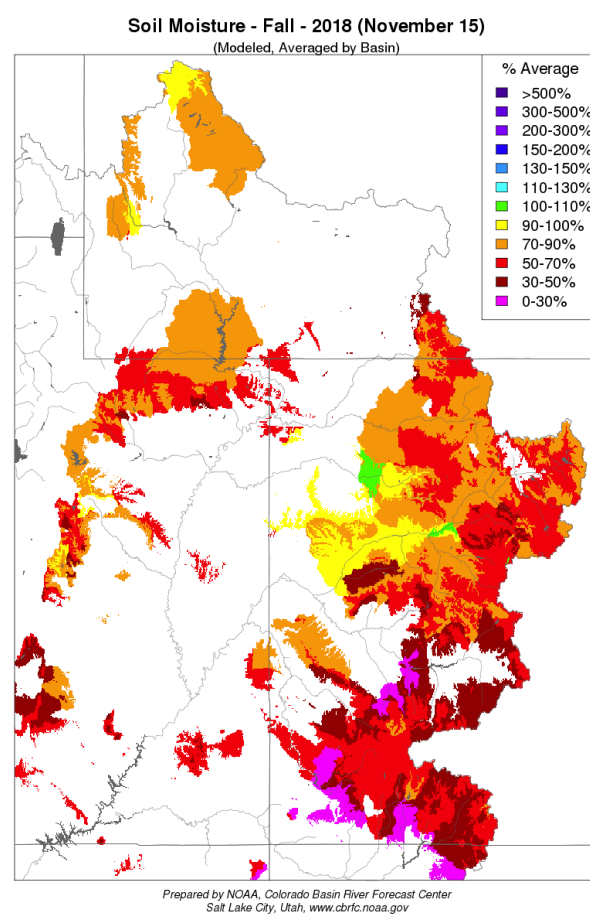 Soil Moisture - Fall - 2018 (November 15)
(Modeled, Averaged by Basin)
% Average
>500%
300-500%
200-300%
150-200%
130-150%
110-130%
100-110%
90-100%
70-90%
50-70%
30-50%
0-30%
Prepared by NOAA, Colorado Basin River Forecast Center
Salt Lake City, Utah, www.cbrfc.noaa.gov